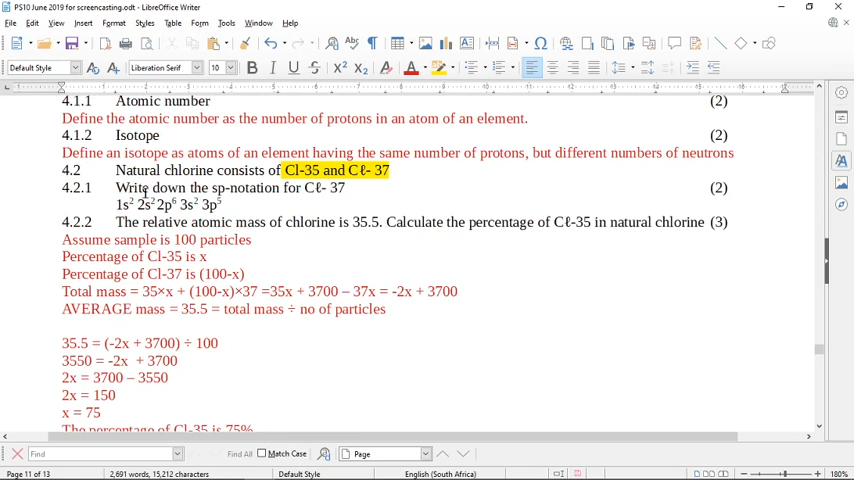 PS10 June 2019 for screencasting.odt - LibreOffice Writer
File Edit View Insert Format Styles Table Form Tools Window Help
Default Style Liberation Serif 10
4.1.1 Atomic number (2)
Define the atomic number as the number of protons in an atom of an element.
4.1.2 Isotope (2)
Define an isotope as atoms of an element having the same number of protons, but different numbers of neutrons
4.2 Natural chlorine consists of Cl-35 and Cℓ- 37
4.2.1 Write down the sp-notation for Cℓ- 37 (2)
1s² 2s² 2p⁶ 3s² 3p⁵
4.2.2 The relative atomic mass of chlorine is 35.5. Calculate the percentage of Cℓ-35 in natural chlorine (3)
Assume sample is 100 particles
Percentage of Cl-35 is x
Percentage of Cl-37 is (100-x)
Total mass = 35×x + (100-x)×37 =35x + 3700 – 37x = -2x + 3700
AVERAGE mass = 35.5 = total mass ÷ no of particles
35.5 = (-2x + 3700) ÷ 100
3550 = -2x + 3700
2x = 3700 – 3550
2x = 150
x = 75
The percentage of Cl-35 is 75%
Find Find All Match Case Page
Page 11 of 13 2,691 words, 15,212 characters Default Style English (South Africa) 180%